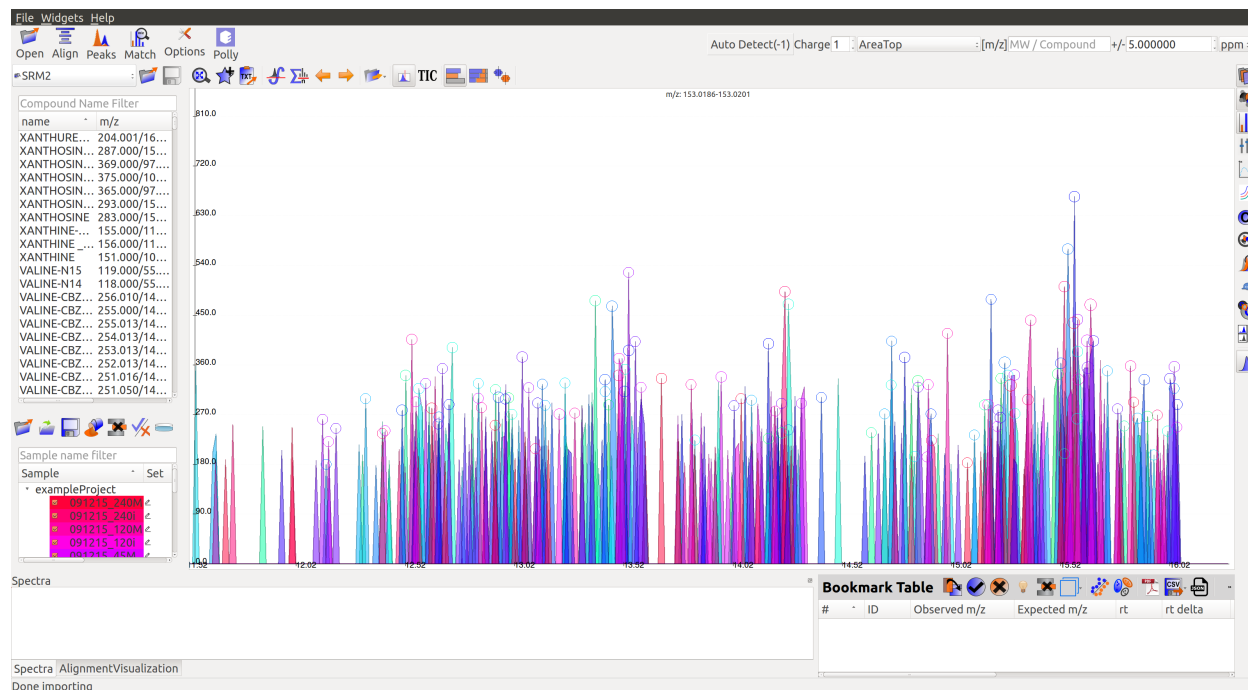 File Widgets Help
Open Align Peaks Match Options Polly
Auto Detect(-1) Charge 1 AreaTop [m/z] MW / Compound +/- 5.000000 ppm
SRM2
TXT TIC
Compound Name Filter
name m/z
XANTHURE... 204.001/16...
XANTHOSIN... 287.000/15...
XANTHOSIN... 369.000/97....
XANTHOSIN... 375.000/10...
XANTHOSIN... 365.000/97....
XANTHOSIN... 293.000/15...
XANTHOSINE 283.000/15...
XANTHINE-... 155.000/11...
XANTHINE _... 156.000/11...
XANTHINE 151.000/10...
VALINE-N15 119.000/55....
VALINE-N14 118.000/55....
VALINE-CBZ... 256.010/14...
VALINE-CBZ... 255.000/14...
VALINE-CBZ... 255.013/14...
VALINE-CBZ... 254.013/14...
VALINE-CBZ... 253.013/14...
VALINE-CBZ... 252.013/14...
VALINE-CBZ... 251.016/14...
VALINE-CBZ... 251.050/14...
Sample name filter
Sample Set
exampleProject
091215_240M
091215_240I
091215_120M
091215_120I
m/z: 153.0186-153.0201
810.0
720.0
630.0
540.0
450.0
360.0
270.0
180.0
90.0
0.0
11.52 12.02 12.52 13.02 13.52 14.02 14.52 15.02 15.52 16.02
Spectra
Bookmark Table
PDF CSV JSON
# ID Observed m/z Expected m/z rt rt delta
Spectra AlignmentVisualization
Done importing